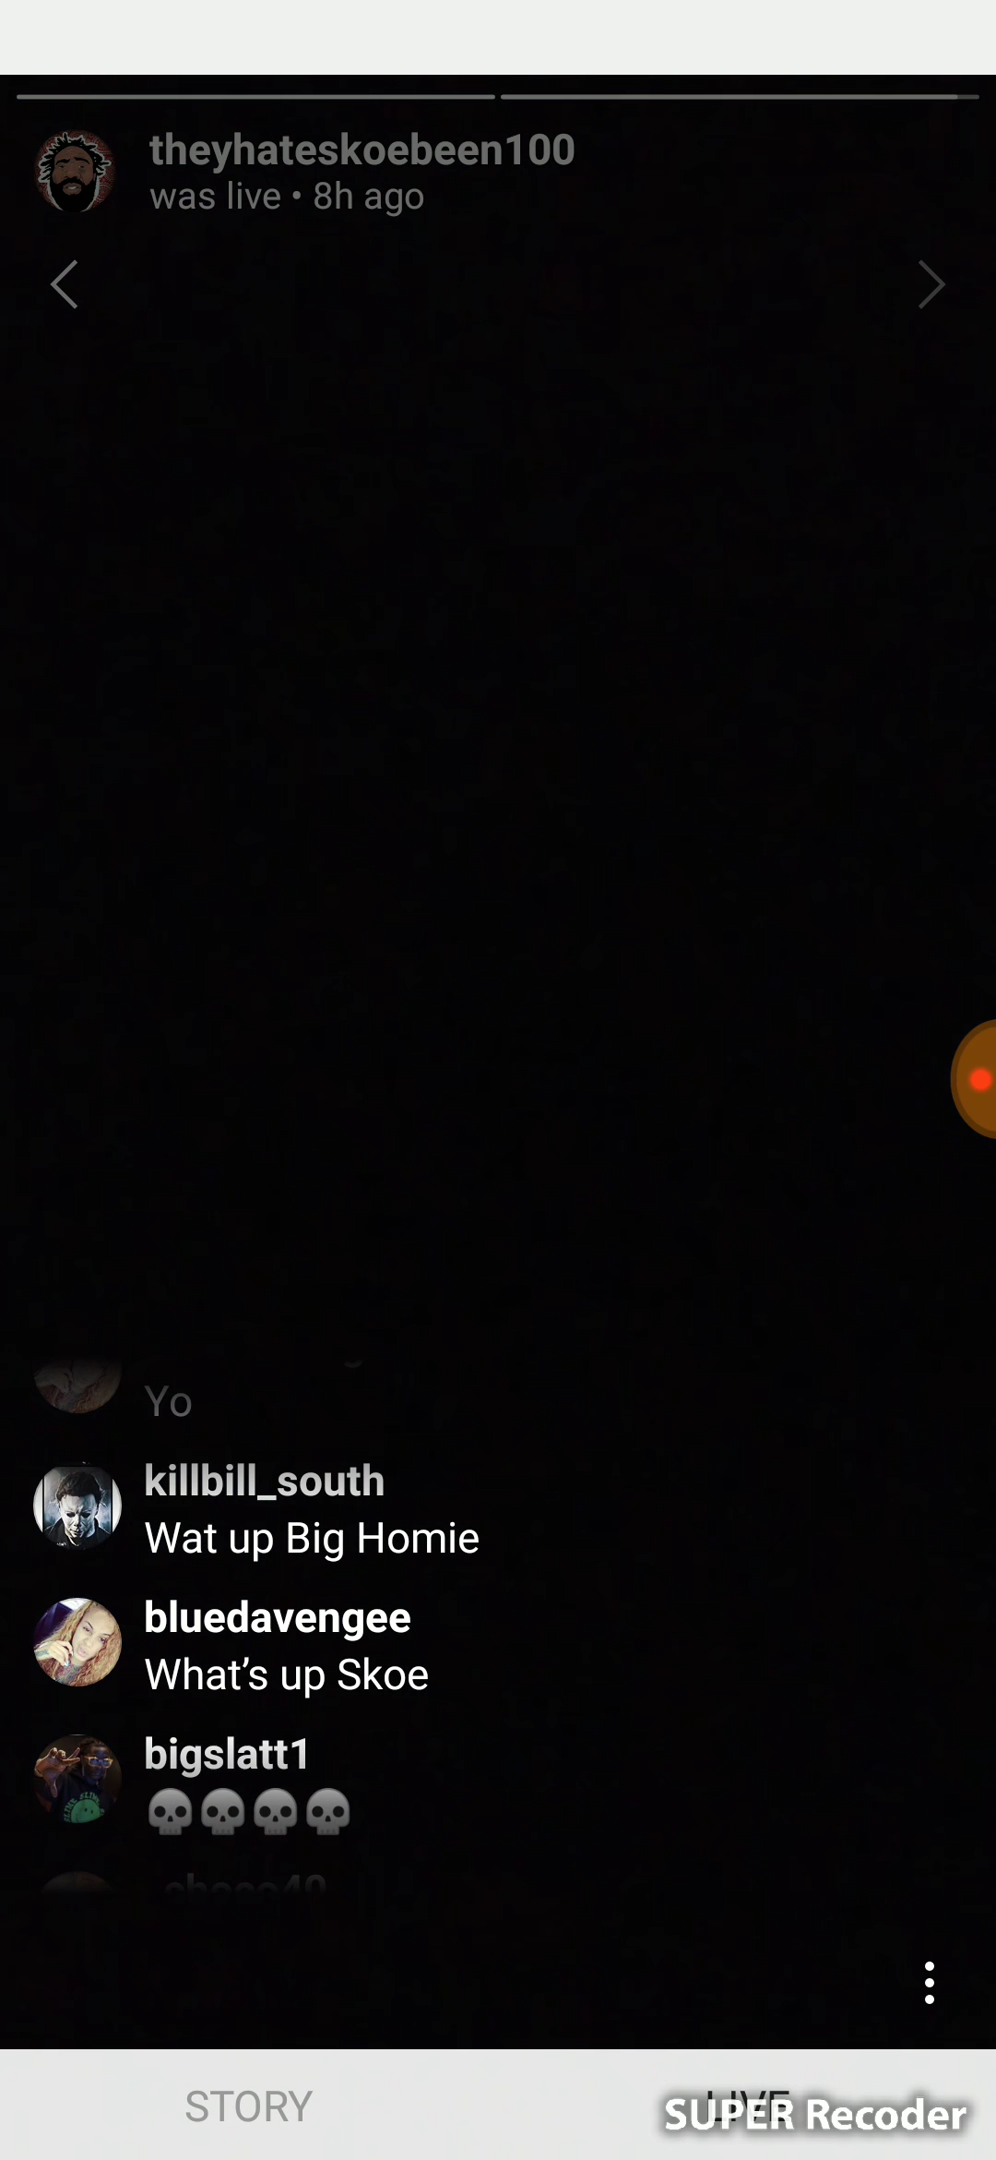 theyhateskoebeen100
was live • 8h ago
Yo
killbill_south
Wat up Big Homie
bluedavengee
What's up Skoe
bigslatt1
💀💀💀💀
STORY
LIVE
SUPER Recoder